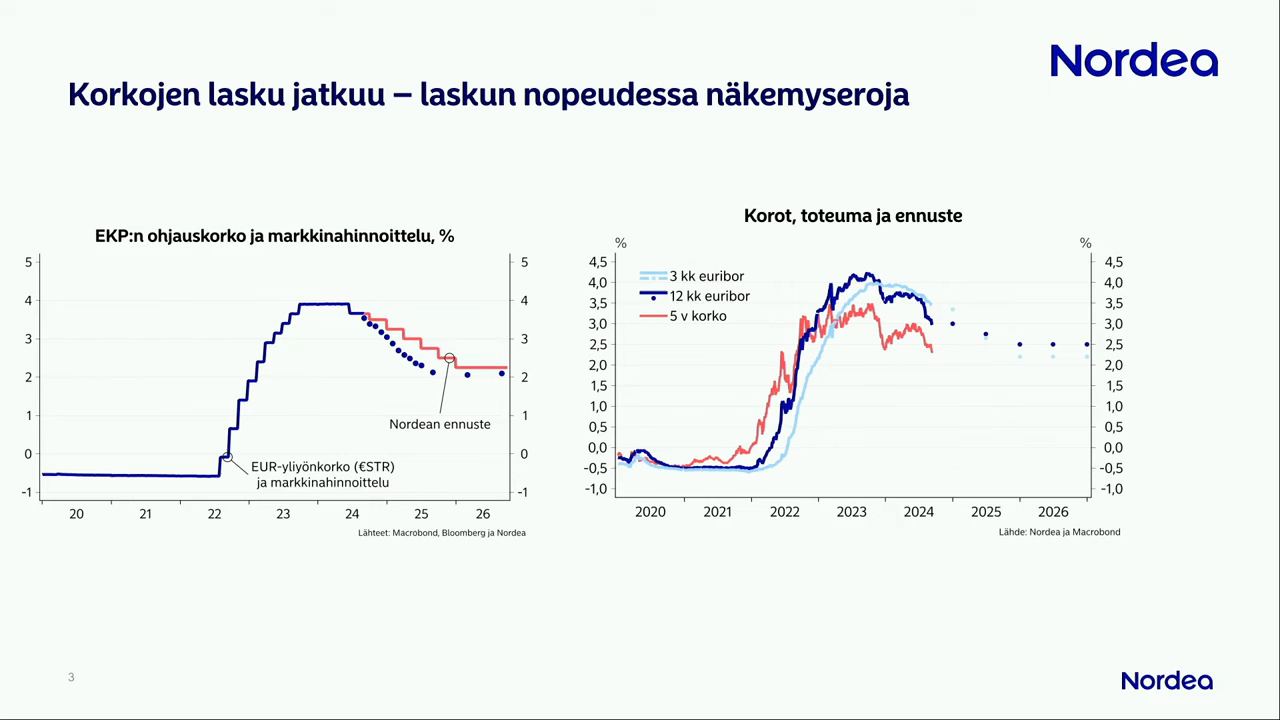 Nordea
Korkojen lasku jatkuu – laskun nopeudessa näkemyseroja
EKP:n ohjauskorko ja markkinahinnoittelu, %
5
4
3
2
1
0
-1
5
4
3
2
1
0
-1
Nordean ennuste
EUR-yliyönkorko (€STR)
ja markkinahinnoittelu
20 21 22 23 24 25 26
Lähteet: Macrobond, Bloomberg ja Nordea
Korot, toteuma ja ennuste
% %
4,5
4,0
3,5
3,0
2,5
2,0
1,5
1,0
0,5
0,0
-0,5
-1,0
3 kk euribor
12 kk euribor
5 v korko
4,5
4,0
3,5
3,0
2,5
2,0
1,5
1,0
0,5
0,0
-0,5
-1,0
2020 2021 2022 2023 2024 2025 2026
Lähde: Nordea ja Macrobond
3
Nordea